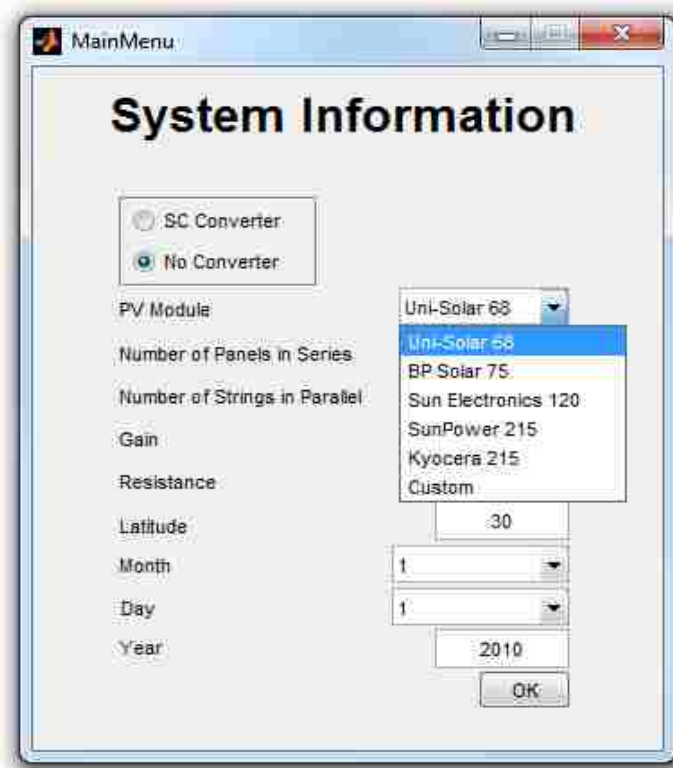 MainMenu
System Information
SC Converter
No Converter
PV Module
Uni-Solar 68
Uni-Solar 68
BP Solar 75
Sun Electronics 120
SunPower 215
Kyocera 215
Custom
Number of Panels in Series
Number of Strings in Parallel
Gain
Resistance
Latitude 30
Month 1
Day 1
Year 2010
OK